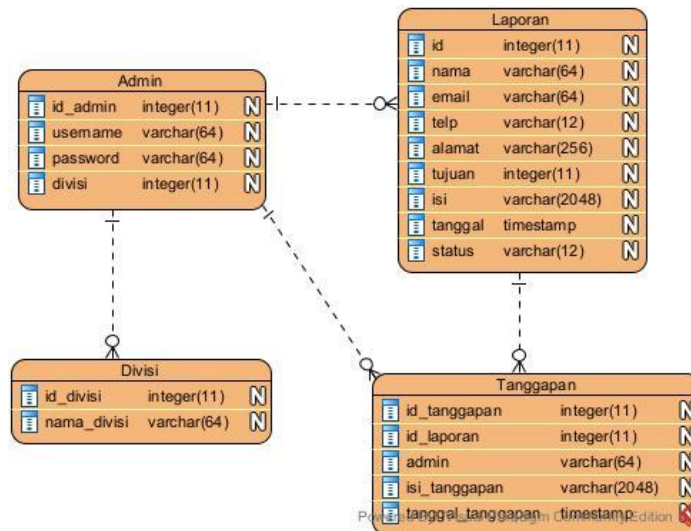 Admin
id_admin integer(11) N
username varchar(64) N
password varchar(64) N
divisi integer(11) N
Laporan
id integer(11) N
nama varchar(64) N
email varchar(64) N
telp varchar(12) N
alamat varchar(256) N
tujuan integer(11) N
isi varchar(2048) N
tanggal timestamp N
status varchar(12) N
Divisi
id_divisi integer(11) N
nama_divisi varchar(64) N
Tanggapan
id_tanggapan integer(11) N
id_laporan integer(11) N
admin varchar(64) N
isi_tanggapan varchar(2048) N
tanggal_tanggapan timestamp N
Community Edition